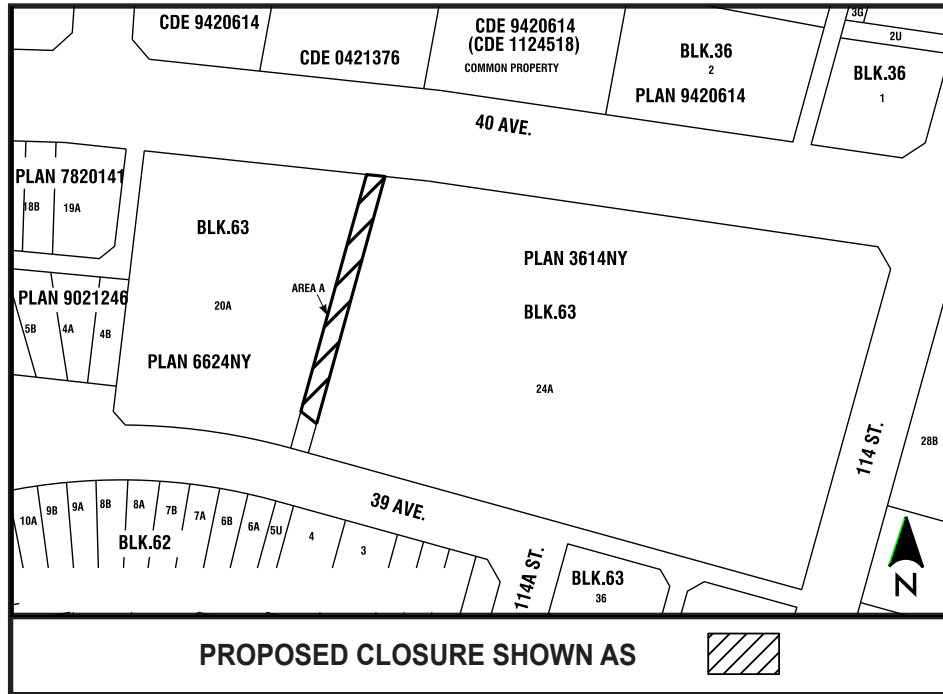 CDE 9420614
CDE 0421376
CDE 9420614
(CDE 1124518)
COMMON PROPERTY
BLK.36
2
PLAN 9420614
3G
2U
BLK.36
1
40 AVE.
PLAN 7820141
18B
19A
BLK.63
PLAN 3614NY
BLK.63
AREA A
20A
PLAN 9021246
5B
4A
4B
PLAN 6624NY
24A
114 ST.
28B
39 AVE.
10A
9B
9A
8B
8A
7B
7A
6B
6A
5U
4
3
BLK.62
114A ST.
BLK.63
36
N
PROPOSED CLOSURE SHOWN AS